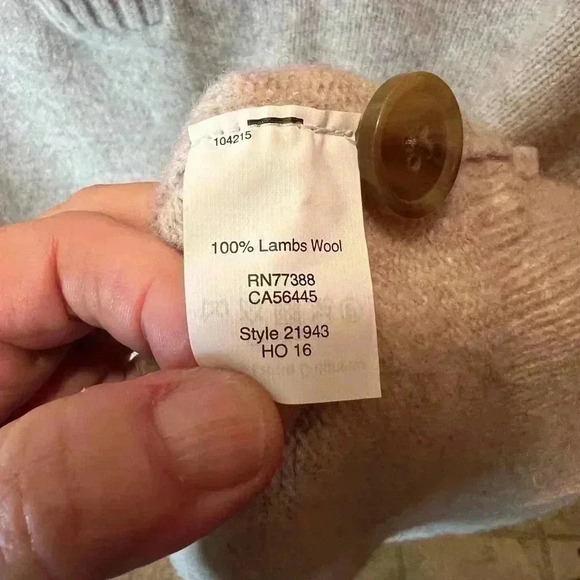 104215
100% Lambs Wool
RN77388
CA56445
Style 21943
HO 16